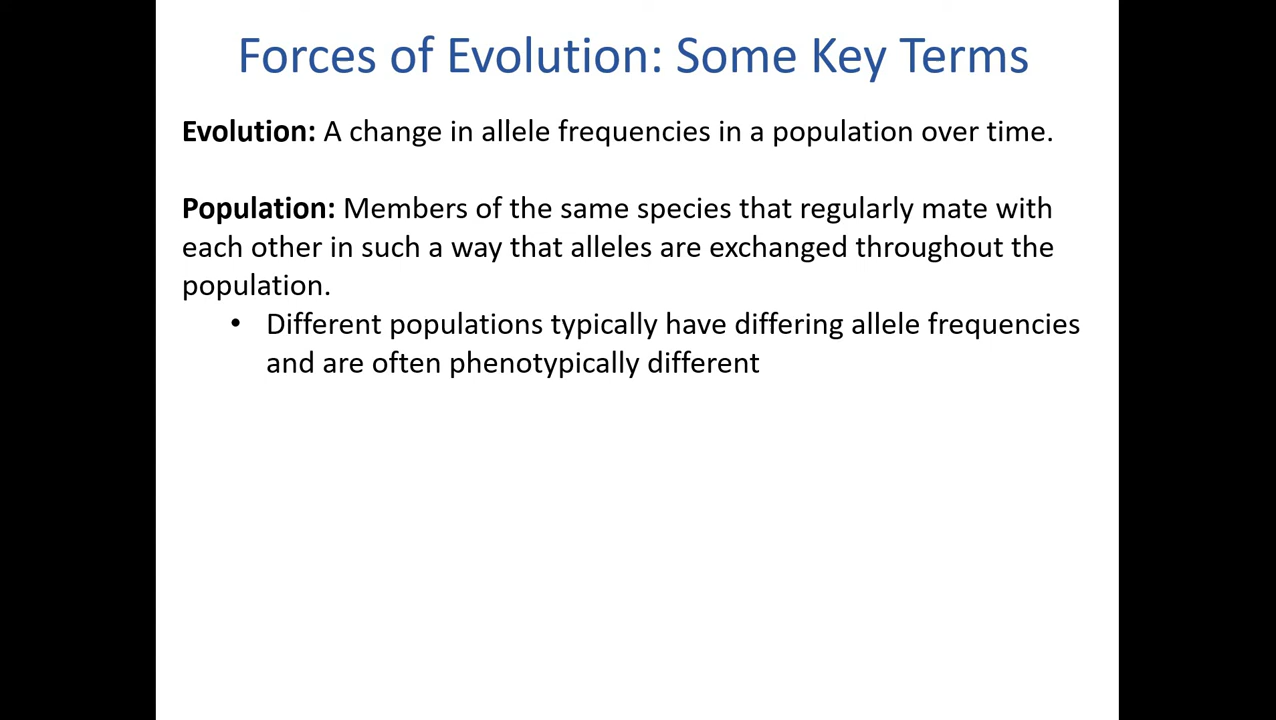 Forces of Evolution: Some Key Terms
Evolution: A change in allele frequencies in a population over time.
Population: Members of the same species that regularly mate with
each other in such a way that alleles are exchanged throughout the
population.
• Different populations typically have differing allele frequencies
and are often phenotypically different